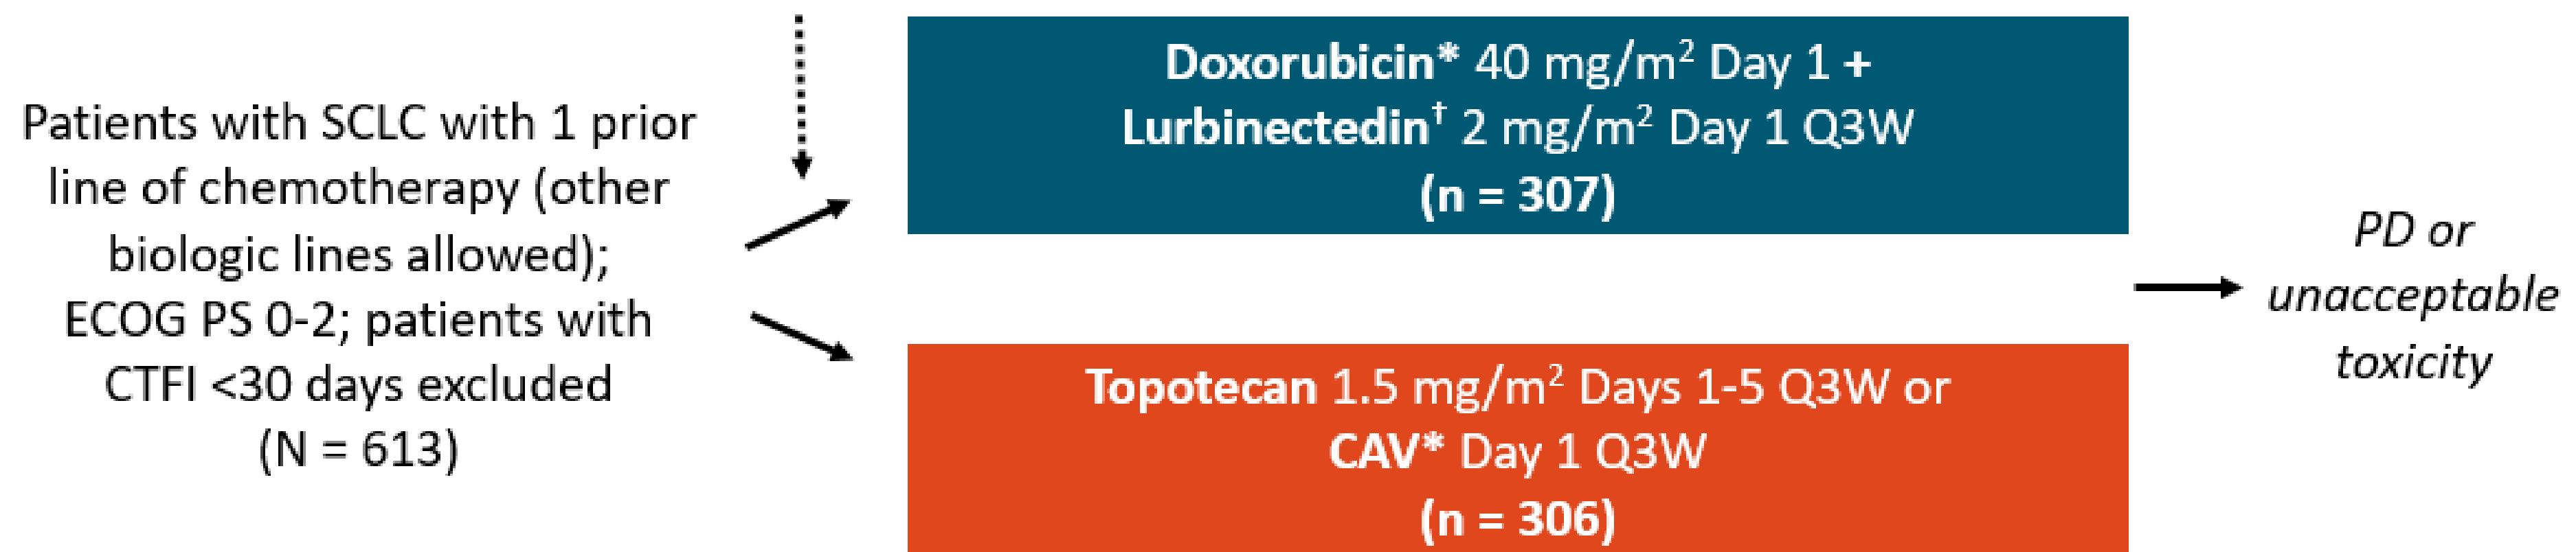 Patients with SCLC with 1 prior
line of chemotherapy (other
biologic lines allowed);
ECOG PS 0-2; patients with
CTFI <30 days excluded
(N = 613)
Doxorubicin* 40 mg/m² Day 1 +
Lurbinectedin† 2 mg/m² Day 1 Q3W
(n = 307)
Topotecan 1.5 mg/m² Days 1-5 Q3W or
CAV* Day 1 Q3W
(n = 306)
PD or
unacceptable
toxicity